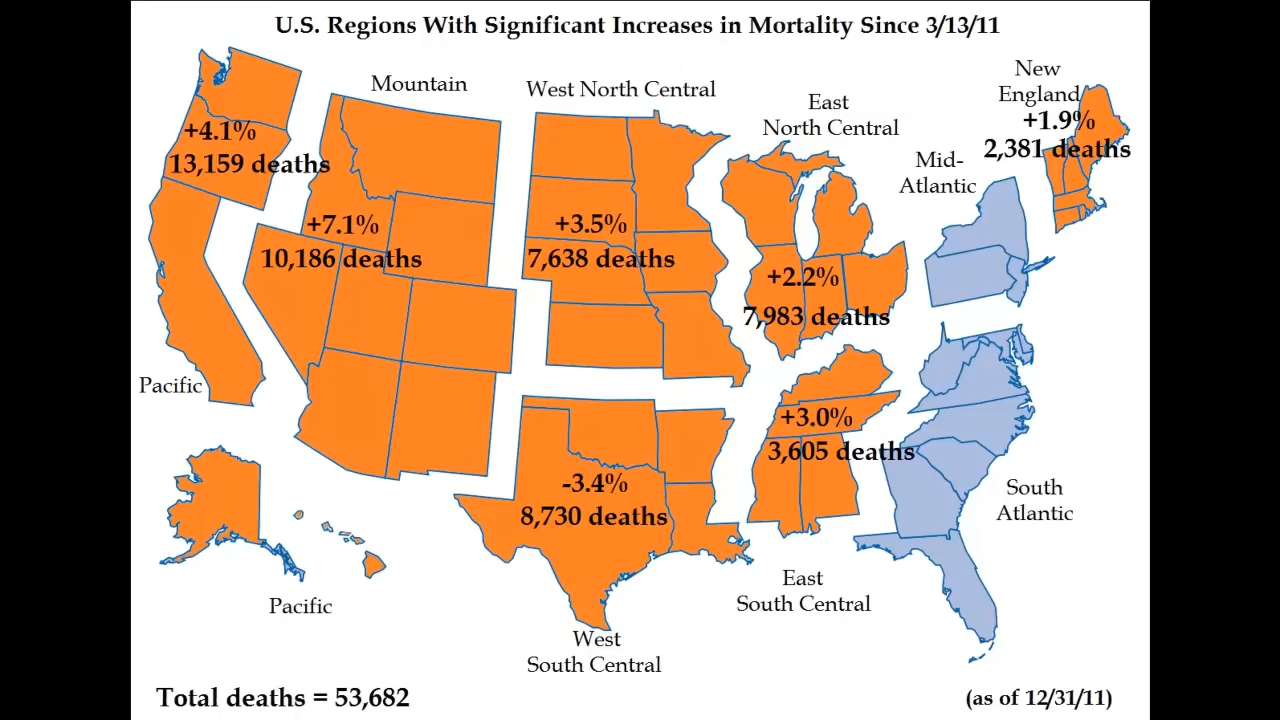 U.S. Regions With Significant Increases in Mortality Since 3/13/11
Mountain
West North Central
East
North Central
New
England
+1.9%
2,381 deaths
Mid-
Atlantic
+4.1%
13,159 deaths
+7.1%
10,186 deaths
+3.5%
7,638 deaths
+2.2%
7,983 deaths
Pacific
+3.0%
3,605 deaths
-3.4%
8,730 deaths
South
Atlantic
Pacific
East
South Central
West
South Central
Total deaths = 53,682
(as of 12/31/11)